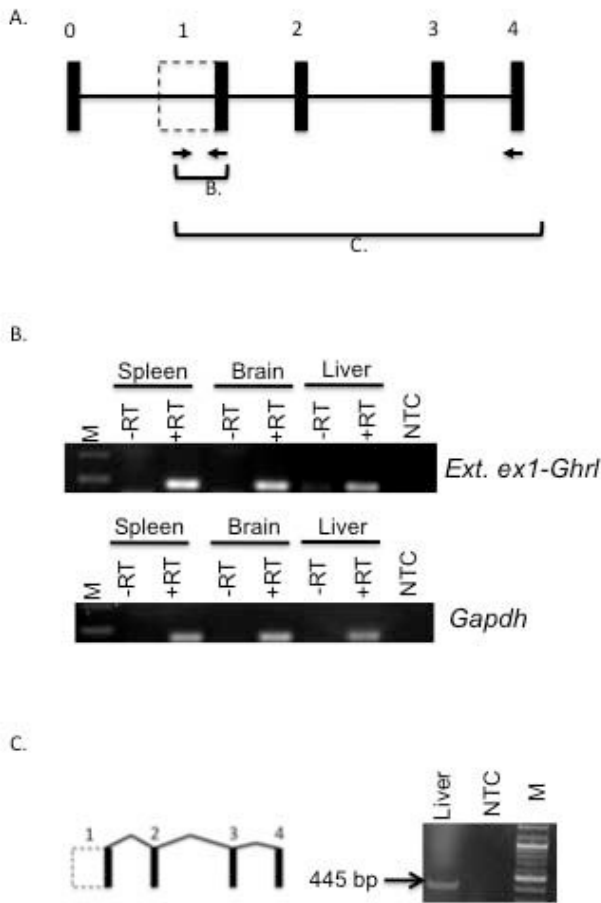 A.
0 1 2 3 4
B.
C.
B.
Spleen Brain Liver
M -RT +RT -RT +RT -RT +RT NTC
Ext. ex1-Ghrl
Spleen Brain Liver
M -RT +RT -RT +RT -RT +RT NTC
Gapdh
C.
1 2 3 4
Liver NTC M
445 bp